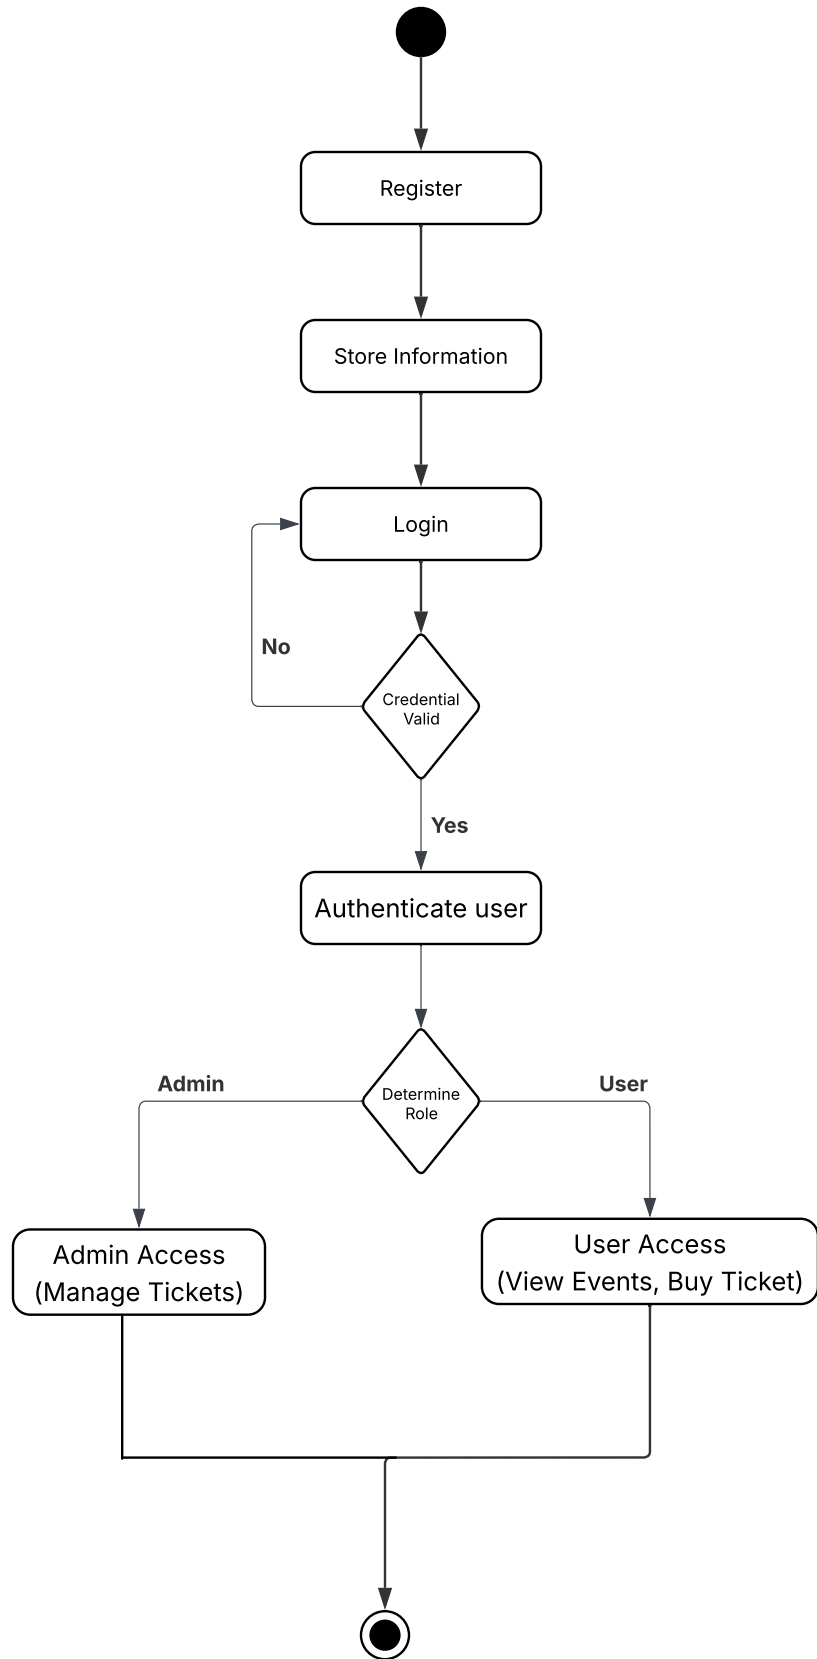 Register
Store Information
Login
No
Credential
Valid
Yes
Authenticate user
Admin
Determine
Role
User
Admin Access
(Manage Tickets)
User Access
(View Events, Buy Ticket)